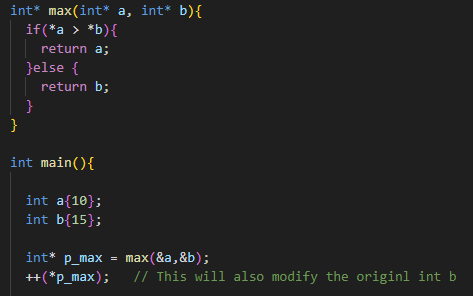 int* max(int* a, int* b){
if(*a > *b){
return a;
}else {
return b;
}
}
int main(){
int a{10};
int b{15};
int* p_max = max(&a,&b);
++(*p_max); // This will also modify the originl int b